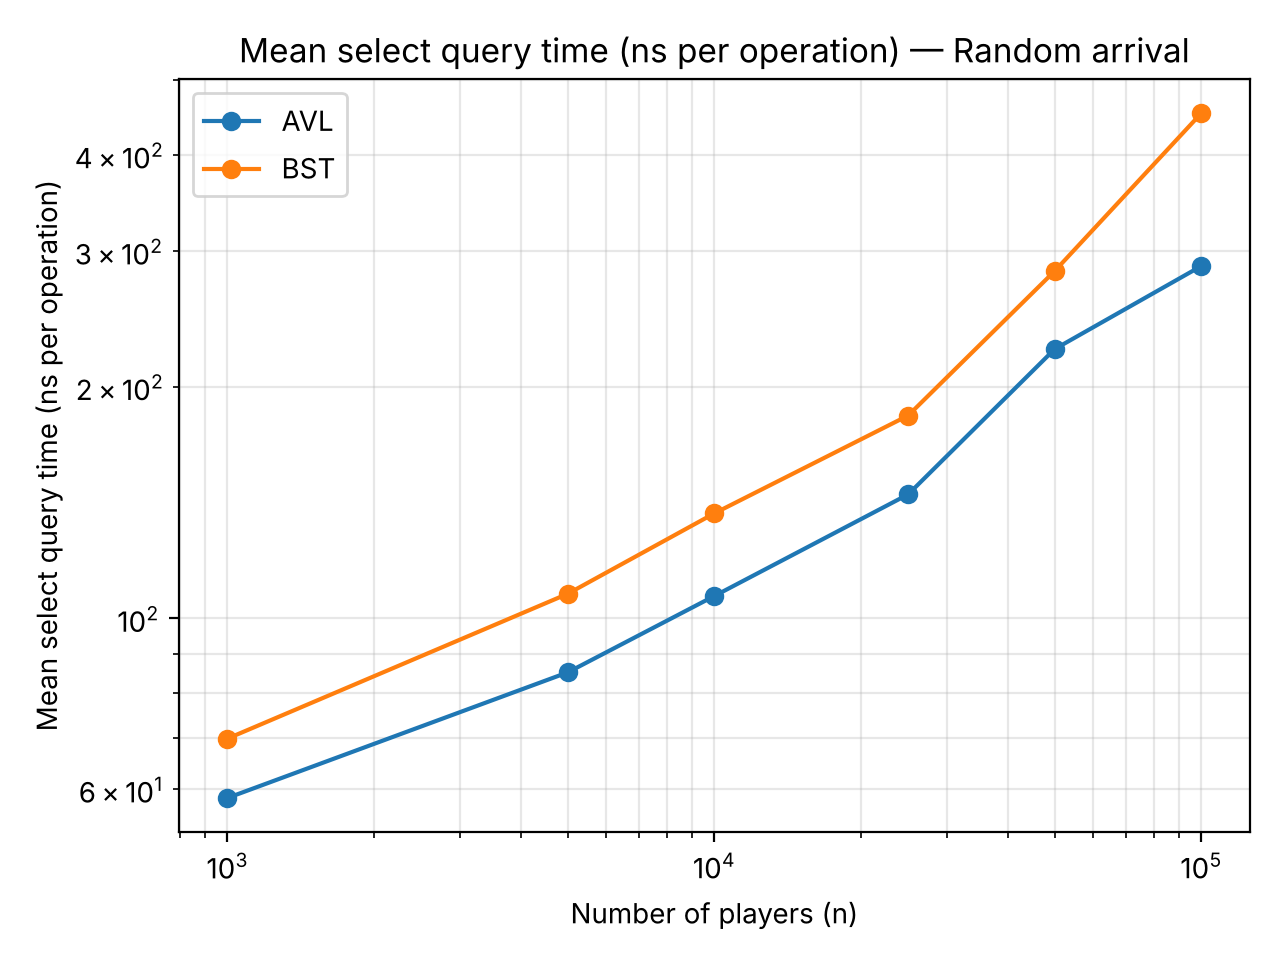 Mean select query time (ns per operation) — Random arrival
AVL
BST
4 × 10²
3 × 10²
2 × 10²
10²
6 × 10¹
Mean select query time (ns per operation)
10³
10⁴
10⁵
Number of players (n)